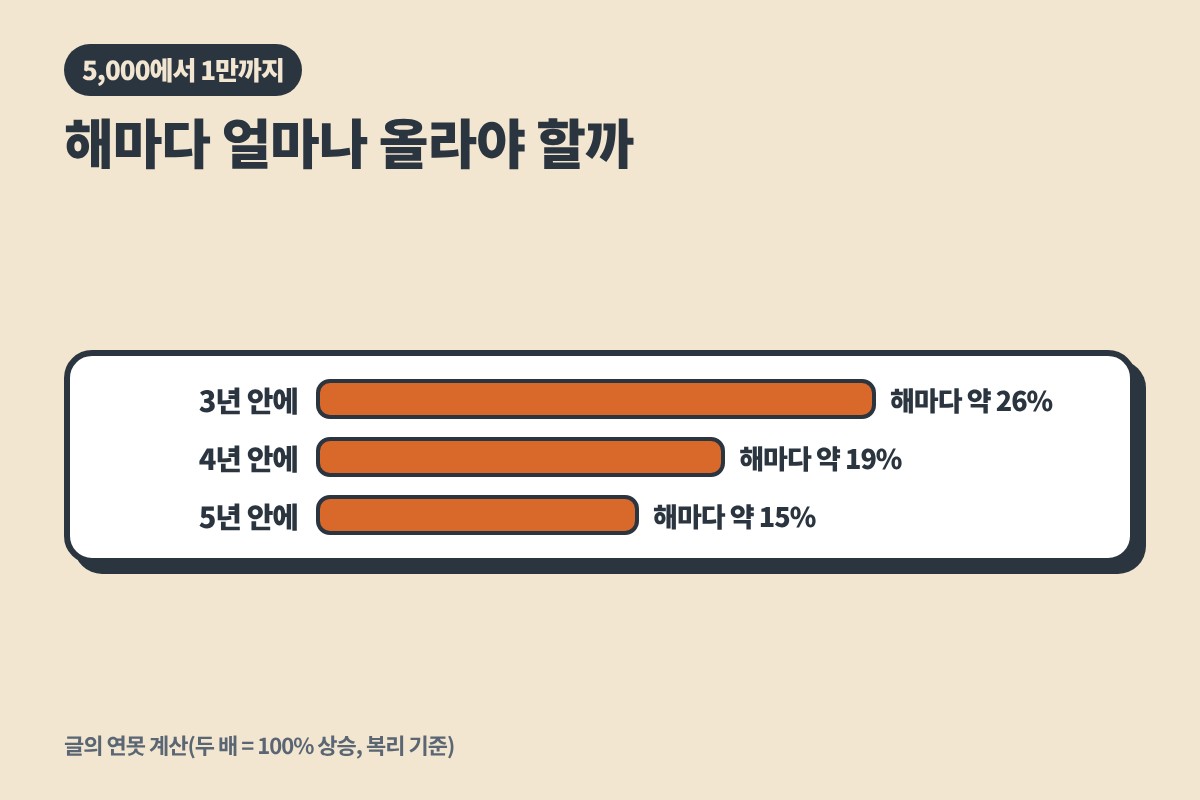 5,000에서 1만까지
해마다 얼마나 올라야 할까
3년 안에 해마다 약 26%
4년 안에 해마다 약 19%
5년 안에 해마다 약 15%
글의 연못 계산(두 배 = 100% 상승, 복리 기준)